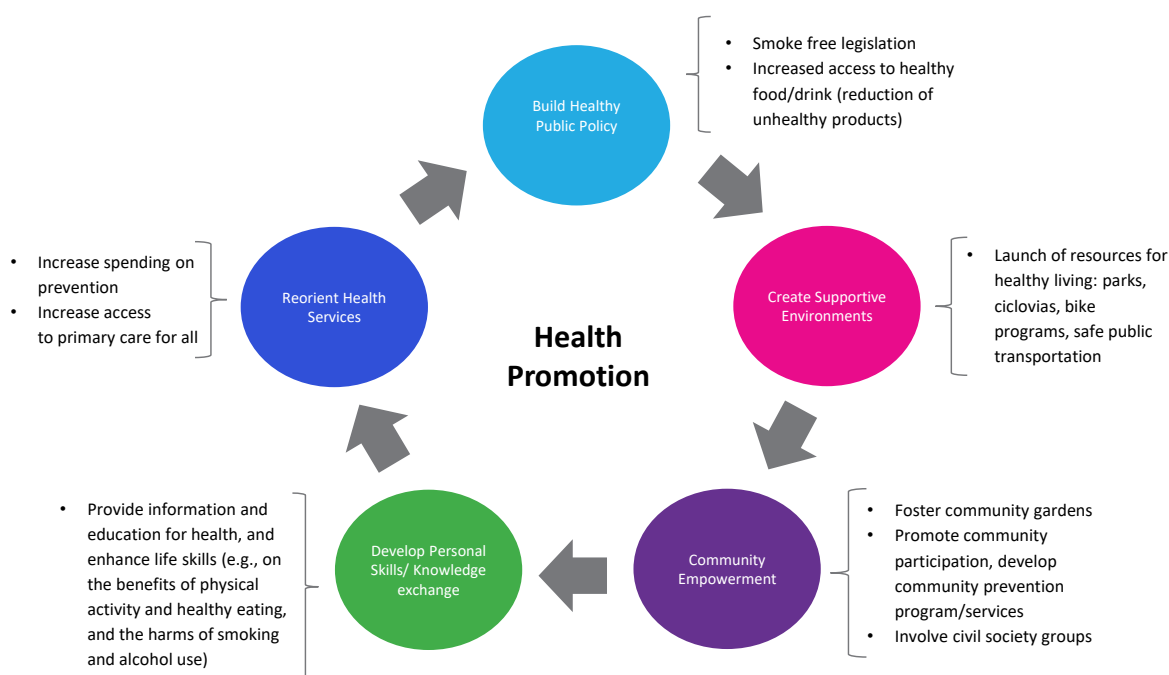 Build Healthy
Public Policy
• Smoke free legislation
• Increased access to healthy
food/drink (reduction of
unhealthy products)
Create Supportive
Environments
• Launch of resources for
healthy living: parks,
ciclovias, bike
programs, safe public
transportation
Community
Empowerment
• Foster community gardens
• Promote community
participation, develop
community prevention
program/services
• Involve civil society groups
Develop Personal
Skills/ Knowledge
exchange
• Provide information and
education for health, and
enhance life skills (e.g., on
the benefits of physical
activity and healthy eating,
and the harms of smoking
and alcohol use)
Reorient Health
Services
• Increase spending on
prevention
• Increase access
to primary care for all
Health
Promotion